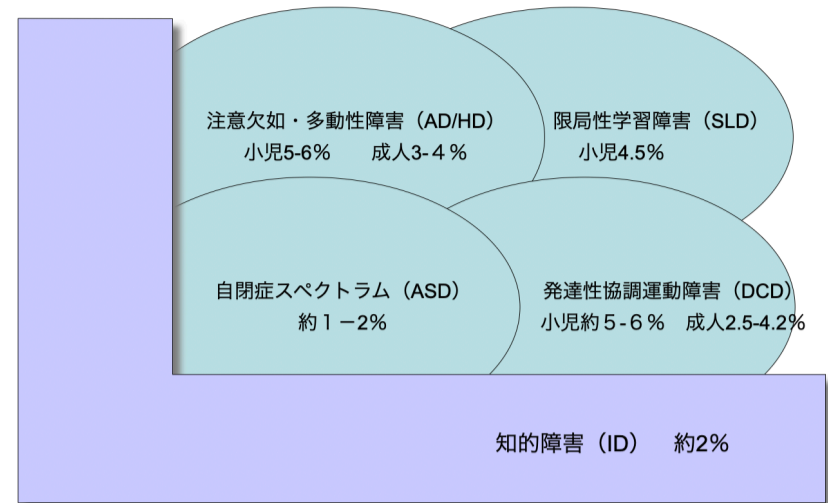 注意欠如・多動性障害（AD/HD）
小児5-6%　　成人3-４%
限局性学習障害（SLD）
小児4.5%
自閉症スペクトラム（ASD）
約１－2%
発達性協調運動障害（DCD）
小児約５-６％　成人2.5-4.2%
知的障害（ID）　約2%